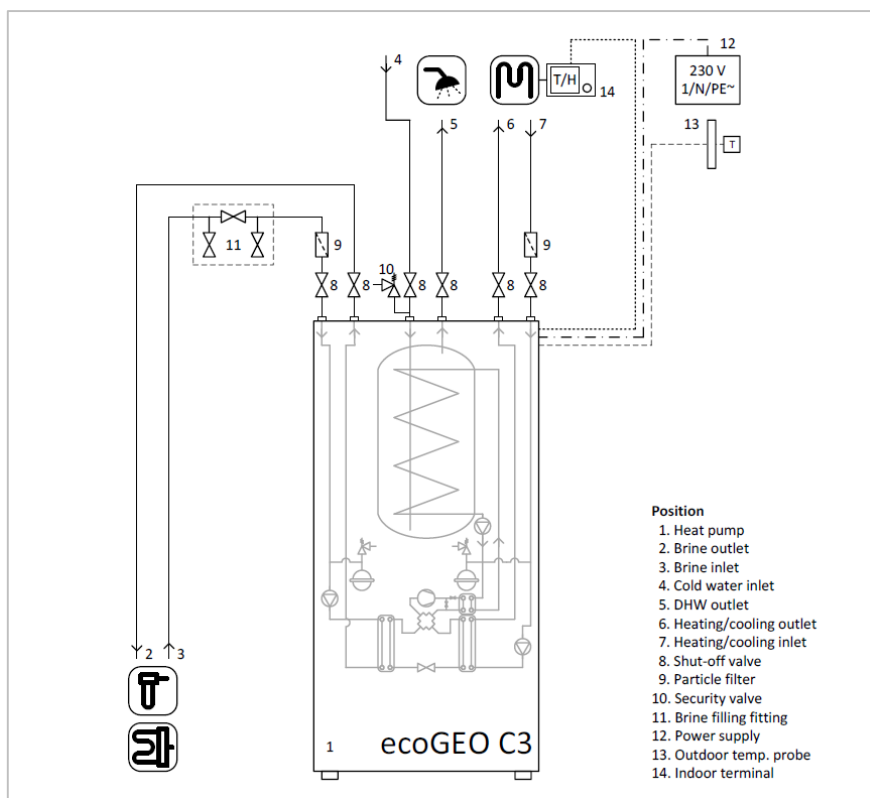 4
12
T/H
230 V
1/N/PE~
14
13
T
5
6
7
11
9
9
10
8
8
8
8
8
8
2
3
1
ecoGEO C3
Position
1. Heat pump
2. Brine outlet
3. Brine inlet
4. Cold water inlet
5. DHW outlet
6. Heating/cooling outlet
7. Heating/cooling inlet
8. Shut-off valve
9. Particle filter
10. Security valve
11. Brine filling fitting
12. Power supply
13. Outdoor temp. probe
14. Indoor terminal